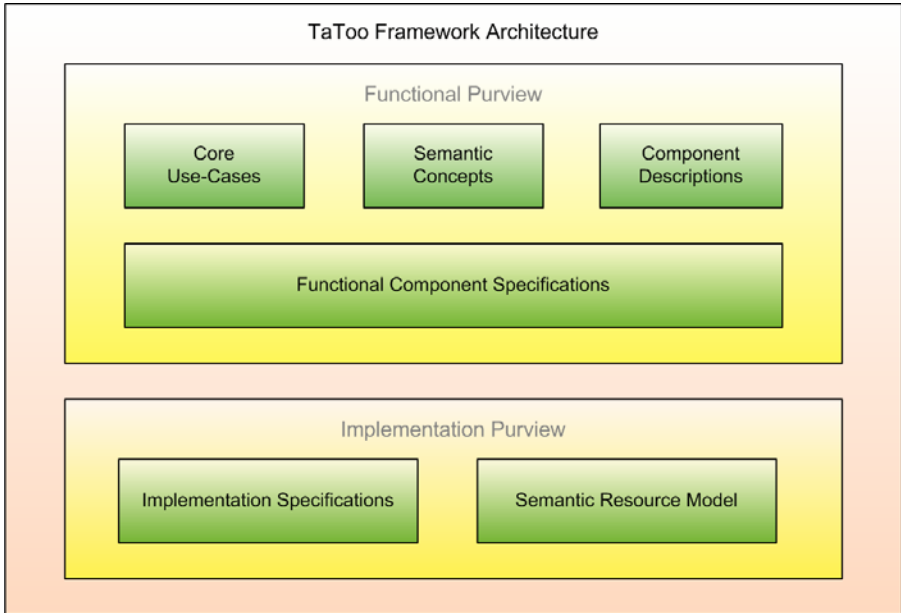 TaToo Framework Architecture
Functional Purview
Core
Use-Cases
Semantic
Concepts
Component
Descriptions
Functional Component Specifications
Implementation Purview
Implementation Specifications
Semantic Resource Model